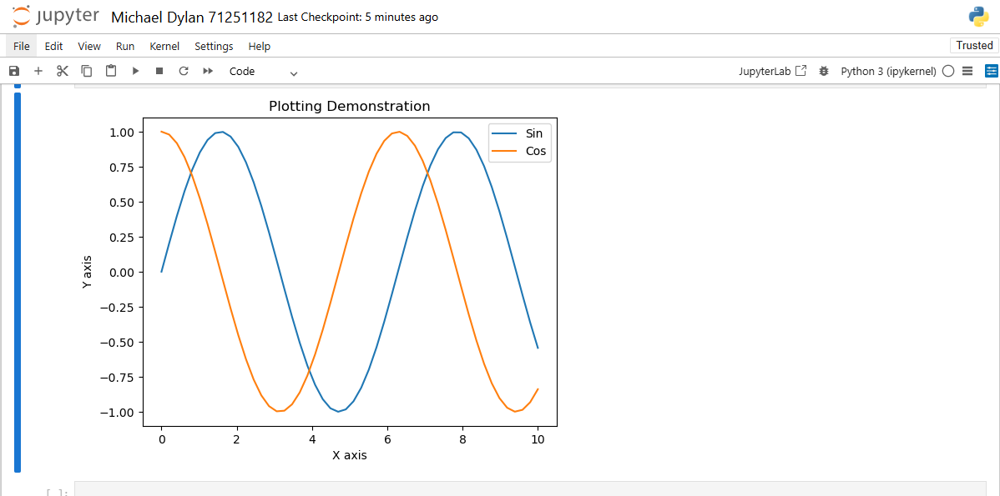 jupyter Michael Dylan 71251182 Last Checkpoint: 5 minutes ago
File Edit View Run Kernel Settings Help Trusted
Code JupyterLab Python 3 (ipykernel)
Plotting Demonstration
Sin
Cos
1.00
0.75
0.50
0.25
0.00
−0.25
−0.50
−0.75
−1.00
Y axis
0 2 4 6 8 10
X axis
[ ]: